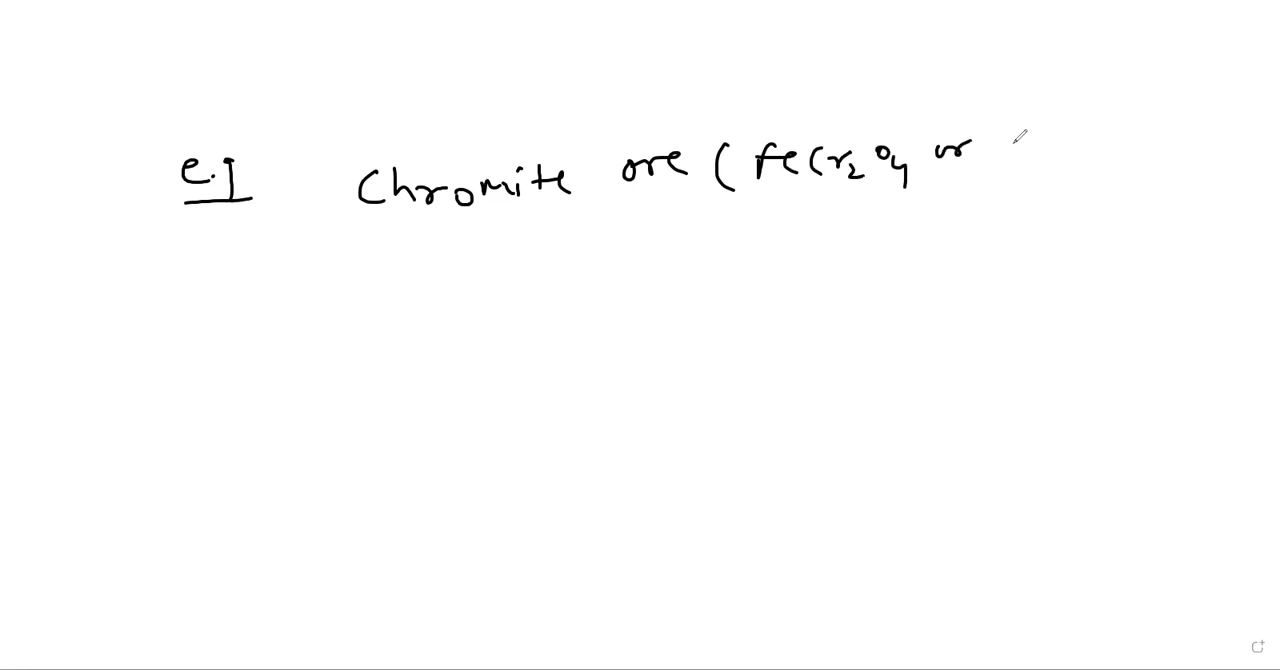 e.g Chromite ore ( FeCr₂O₄ or